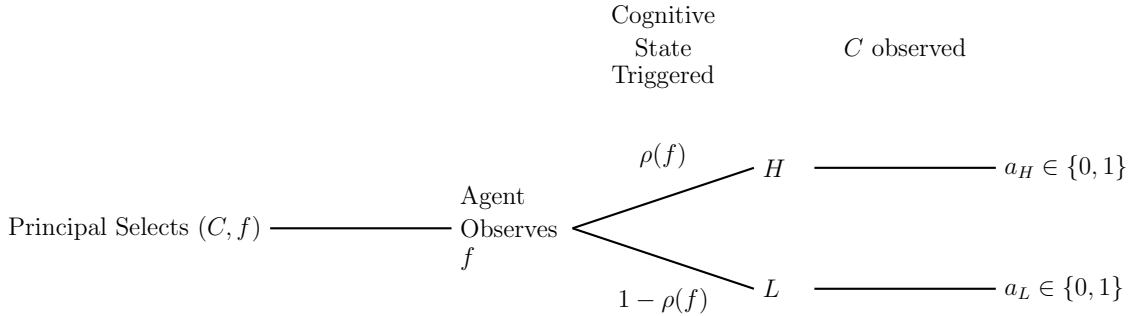 Cognitive
State
Triggered
C observed
ρ(f)
H
a_H ∈ {0, 1}
Agent
Observes
f
Principal Selects (C, f)
1 − ρ(f)
L
a_L ∈ {0, 1}